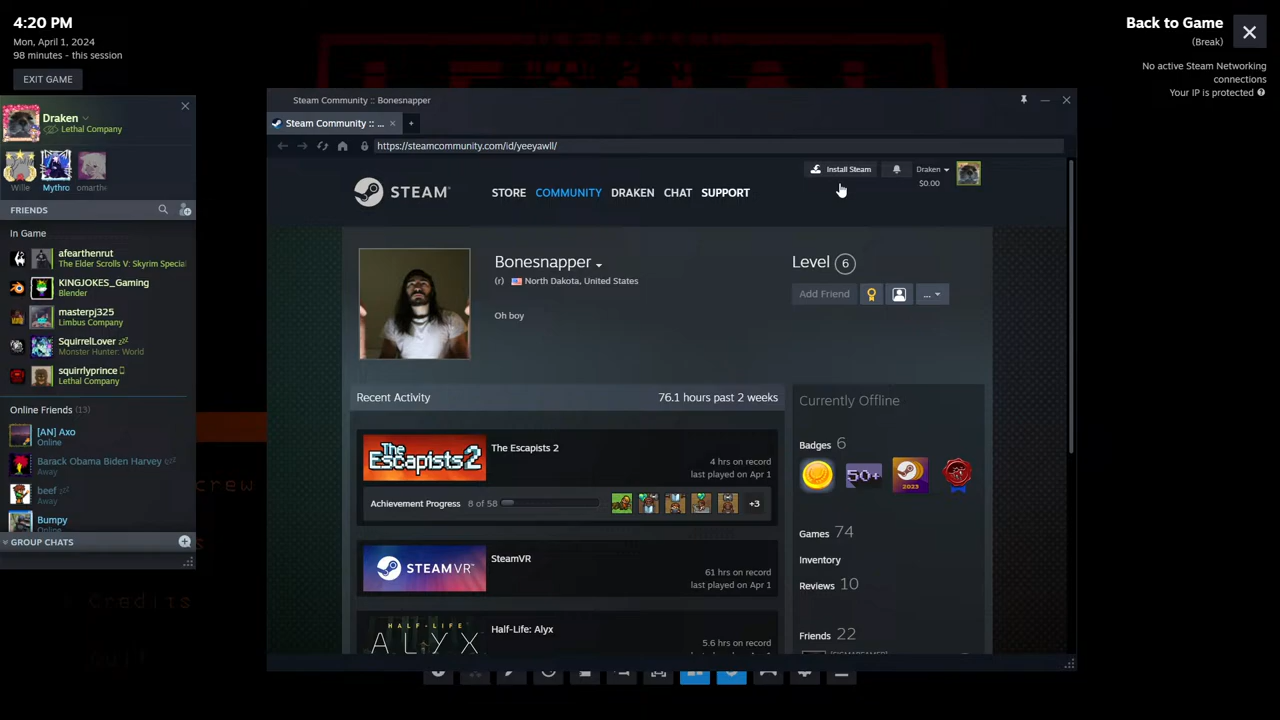 4:20 PM
Mon, April 1, 2024
98 minutes - this session
EXIT GAME
Back to Game
(Break)
No active Steam Networking
connections
Your IP is protected
Draken
Lethal Company
Wille
Mythro
omarthi
FRIENDS
In Game
afearthenrut
The Elder Scrolls V: Skyrim Special
KINGJOKES_Gaming
Blender
masterpj325
Limbus Company
SquirrelLover
Monster Hunter: World
squirrlyprince
Lethal Company
Online Friends (13)
[AN] Axo
Online
Barack Obama Biden Harvey
Away
beef
Away
Bumpy
Online
GROUP CHATS
Steam Community :: Bonesnapper
Steam Community :: ...
https://steamcommunity.com/id/yeeyawll/
Install Steam
Draken
$0.00
STEAM
STORE COMMUNITY DRAKEN CHAT SUPPORT
Bonesnapper
(r) North Dakota, United States
Oh boy
Level 6
Add Friend
...
Recent Activity
76.1 hours past 2 weeks
The Escapists 2
The Escapists 2
4 hrs on record
last played on Apr 1
Achievement Progress 8 of 58
+3
STEAMVR
SteamVR
61 hrs on record
last played on Apr 1
HALF-LIFE
ALYX
Half-Life: Alyx
5.6 hrs on record
Currently Offline
Badges 6
50+
2023
Games 74
Inventory
Reviews 10
Friends 22
crew
Credits
Quit